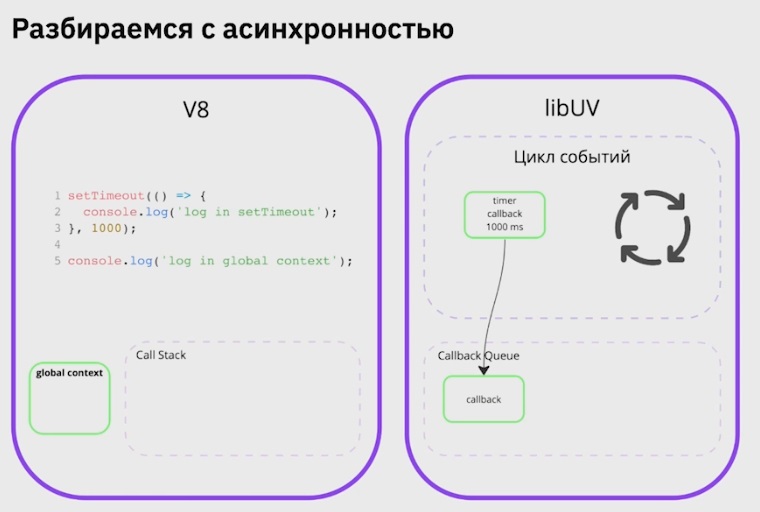 Разбираемся с асинхронностью
V8
1 setTimeout(() => {
2   console.log('log in setTimeout');
3 }, 1000);
4
5 console.log('log in global context');
global context
Call Stack
libUV
Цикл событий
timer
callback
1000 ms
Callback Queue
callback